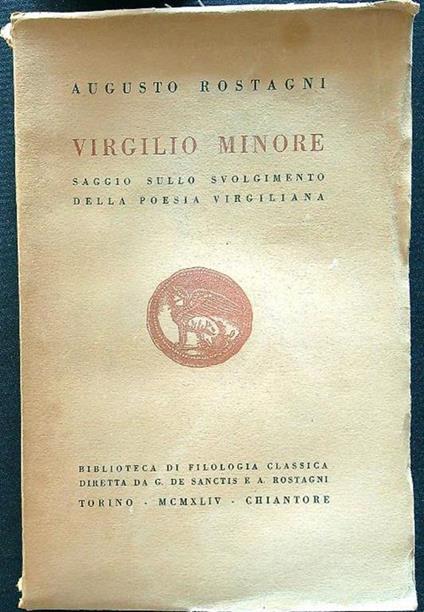 AUGUSTO ROSTAGNI
VIRGILIO MINORE
SAGGIO SULLO SVOLGIMENTO
DELLA POESIA VIRGILIANA
BIBLIOTECA DI FILOLOGIA CLASSICA
DIRETTA DA G. DE SANCTIS E A. ROSTAGNI
TORINO - MCMXLIV - CHIANTORE